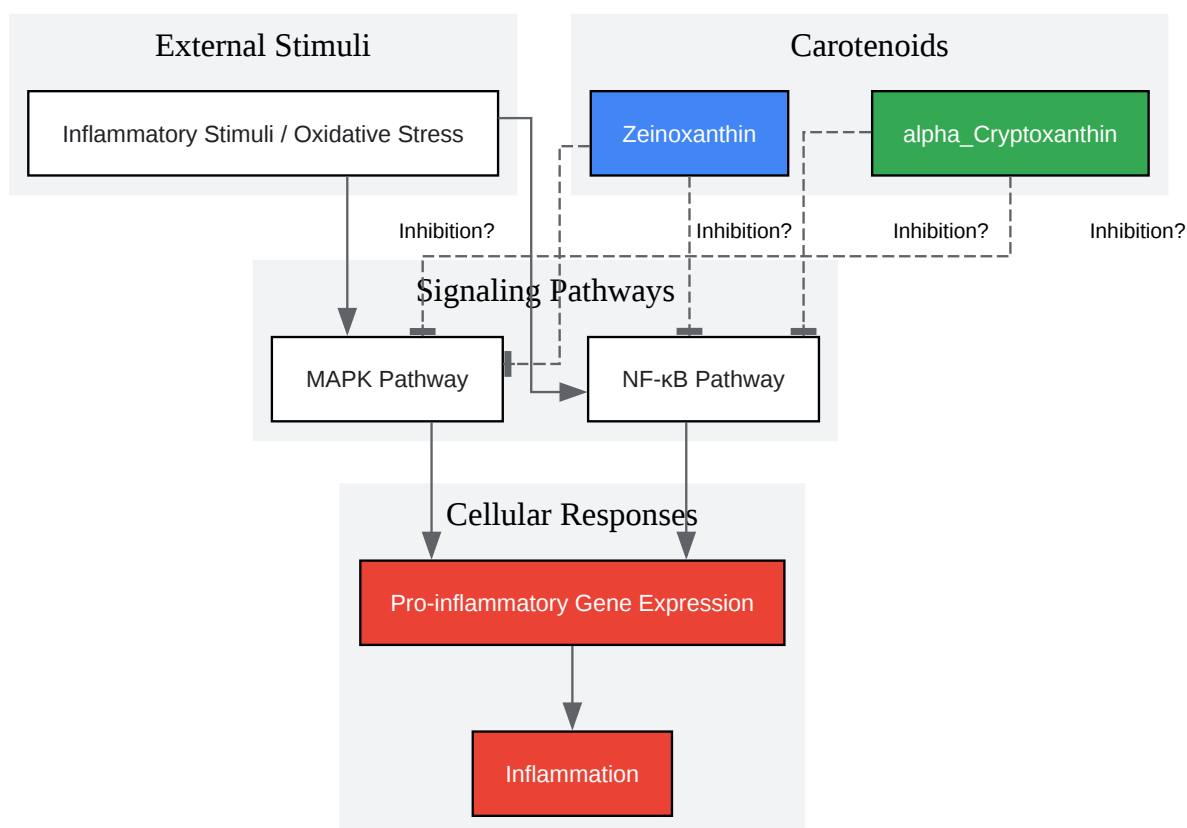 External Stimuli
Carotenoids
Inflammatory Stimuli / Oxidative Stress
Zeinoxanthin
alpha_Cryptoxanthin
Inhibition?
Inhibition?
Inhibition?
Inhibition?
Signaling Pathways
MAPK Pathway
NF-κB Pathway
Cellular Responses
Pro-inflammatory Gene Expression
Inflammation